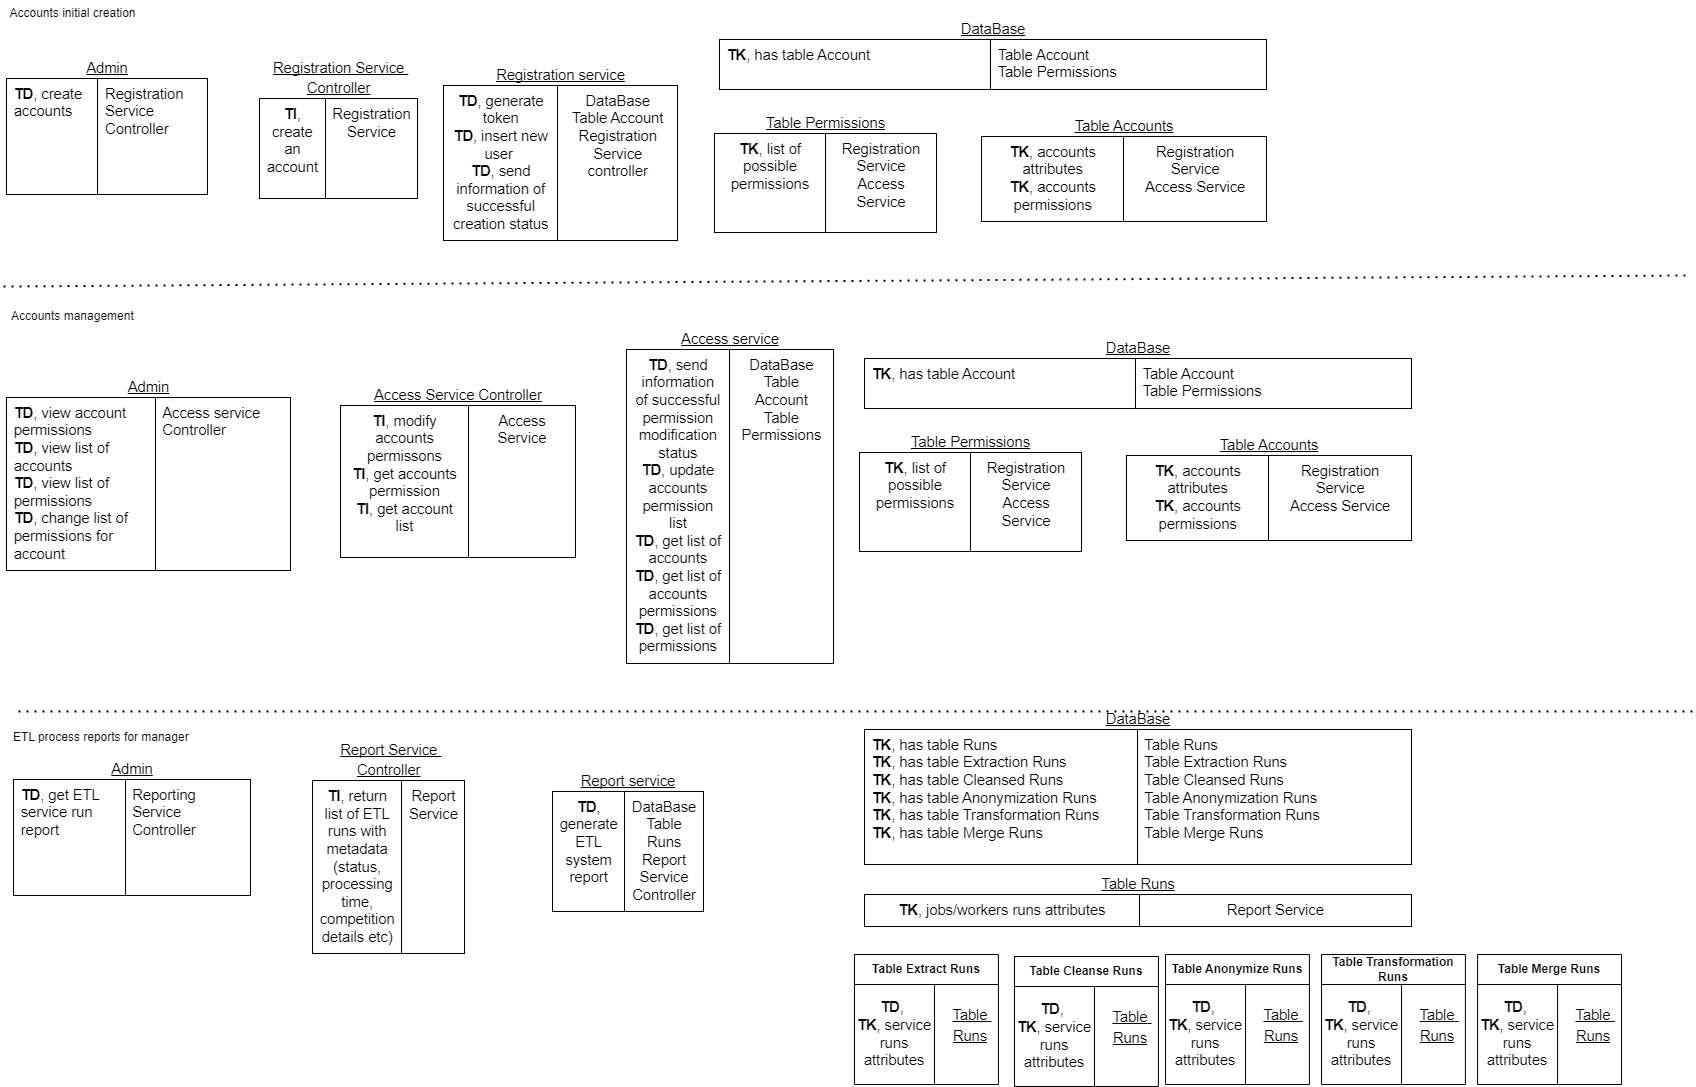 Accounts initial creation
Admin
TD, create
accounts
Registration
Service
Controller
Registration Service
Controller
TI,
create
an
account
Registration
Service
Registration service
TD, generate
token
TD, insert new
user
TD, send
information of
successful
creation status
DataBase
Table Account
Registration
Service
controller
DataBase
TK, has table Account
Table Account
Table Permissions
Table Permissions
TK, list of
possible
permissions
Registration
Service
Access
Service
Table Accounts
TK, accounts
attributes
TK, accounts
permissions
Registration
Service
Access Service
Accounts management
Admin
TD, view account
permissions
TD, view list of
accounts
TD, view list of
permissions
TD, change list of
permissions for
account
Access service
Controller
Access Service Controller
TI, modify
accounts
permissons
TI, get accounts
permission
TI, get account
list
Access
Service
Access service
TD, send
information
of successful
permission
modification
status
TD, update
accounts
permission
list
TD, get list of
accounts
TD, get list of
accounts
permissions
TD, get list of
permissions
DataBase
Table
Account
Table
Permissions
DataBase
TK, has table Account
Table Account
Table Permissions
Table Permissions
TK, list of
possible
permissions
Registration
Service
Access
Service
Table Accounts
TK, accounts
attributes
TK, accounts
permissions
Registration
Service
Access Service
ETL process reports for manager
Admin
TD, get ETL
service run
report
Reporting
Service
Controller
Report Service
Controller
TI, return
list of ETL
runs with
metadata
(status,
processing
time,
competition
details etc)
Report
Service
Report service
TD,
generate
ETL
system
report
DataBase
Table
Runs
Report
Service
Controller
DataBase
TK, has table Runs
TK, has table Extraction Runs
TK, has table Cleansed Runs
TK, has table Anonymization Runs
TK, has table Transformation Runs
TK, has table Merge Runs
Table Runs
Table Extraction Runs
Table Cleansed Runs
Table Anonymization Runs
Table Transformation Runs
Table Merge Runs
Table Runs
TK, jobs/workers runs attributes
Report Service
Table Extract Runs
TD,
TK, service
runs
attributes
Table
Runs
Table Cleanse Runs
TD,
TK, service
runs
attributes
Table
Runs
Table Anonymize Runs
TD,
TK, service
runs
attributes
Table
Runs
Table Transformation
Runs
TD,
TK, service
runs
attributes
Table
Runs
Table Merge Runs
TD,
TK, service
runs
attributes
Table
Runs